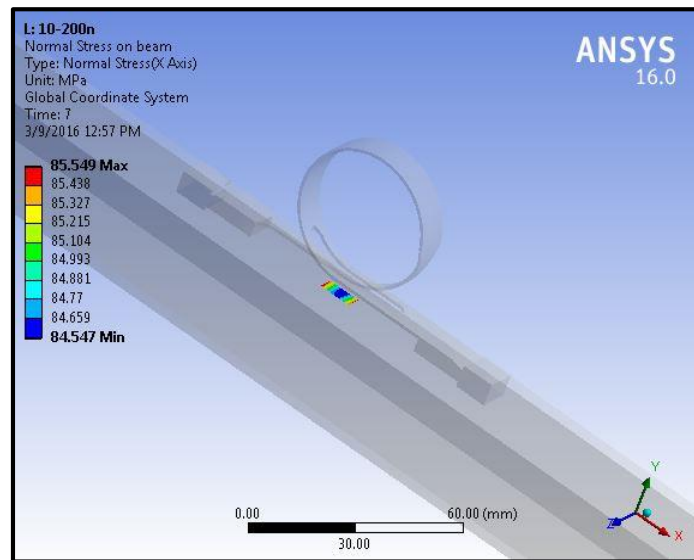 L: 10-200n
Normal Stress on beam
Type: Normal Stress(X Axis)
Unit: MPa
Global Coordinate System
Time: 7
3/9/2016 12:57 PM
ANSYS
16.0
85.549 Max
85.438
85.327
85.215
85.104
84.993
84.881
84.77
84.659
84.547 Min
0.00
60.00 (mm)
30.00
Y
Z
X